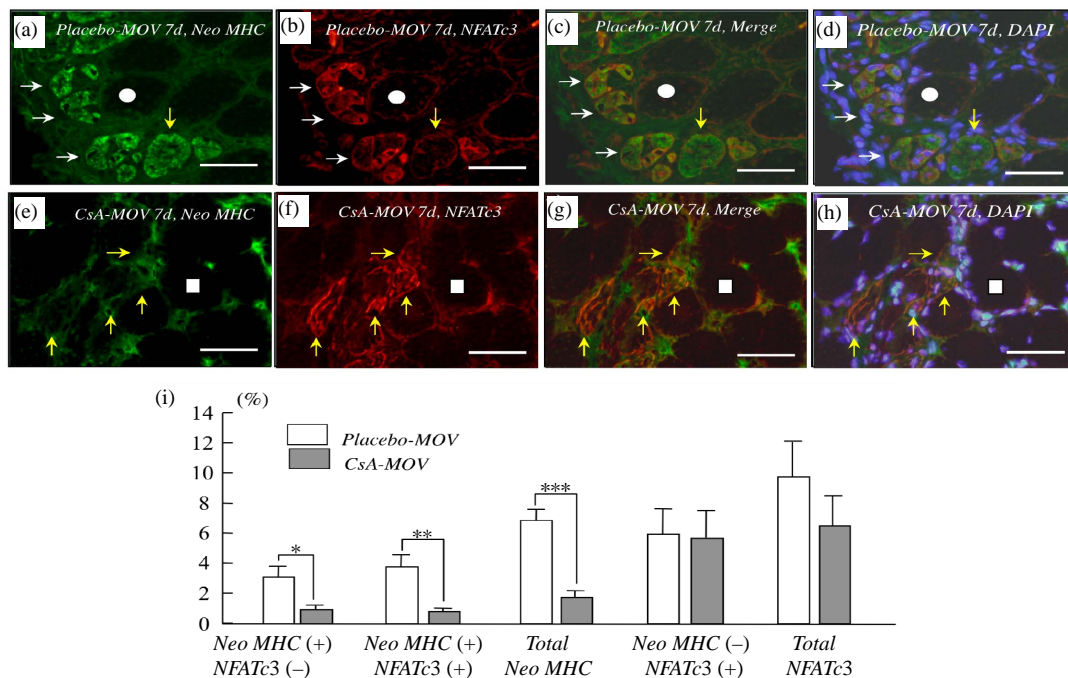 (a) Placebo-MOV 7d, Neo MHC
(b) Placebo-MOV 7d, NFATc3
(c) Placebo-MOV 7d, Merge
(d) Placebo-MOV 7d, DAPI
(e) CsA-MOV 7d, Neo MHC
(f) CsA-MOV 7d, NFATc3
(g) CsA-MOV 7d, Merge
(h) CsA-MOV 7d, DAPI
(i) (%)
14
12
10
8
6
4
2
0
Placebo-MOV
CsA-MOV
*
**
***
Neo MHC (+)
NFATc3 (–)
Neo MHC (+)
NFATc3 (+)
Total
Neo MHC
Neo MHC (–)
NFATc3 (+)
Total
NFATc3